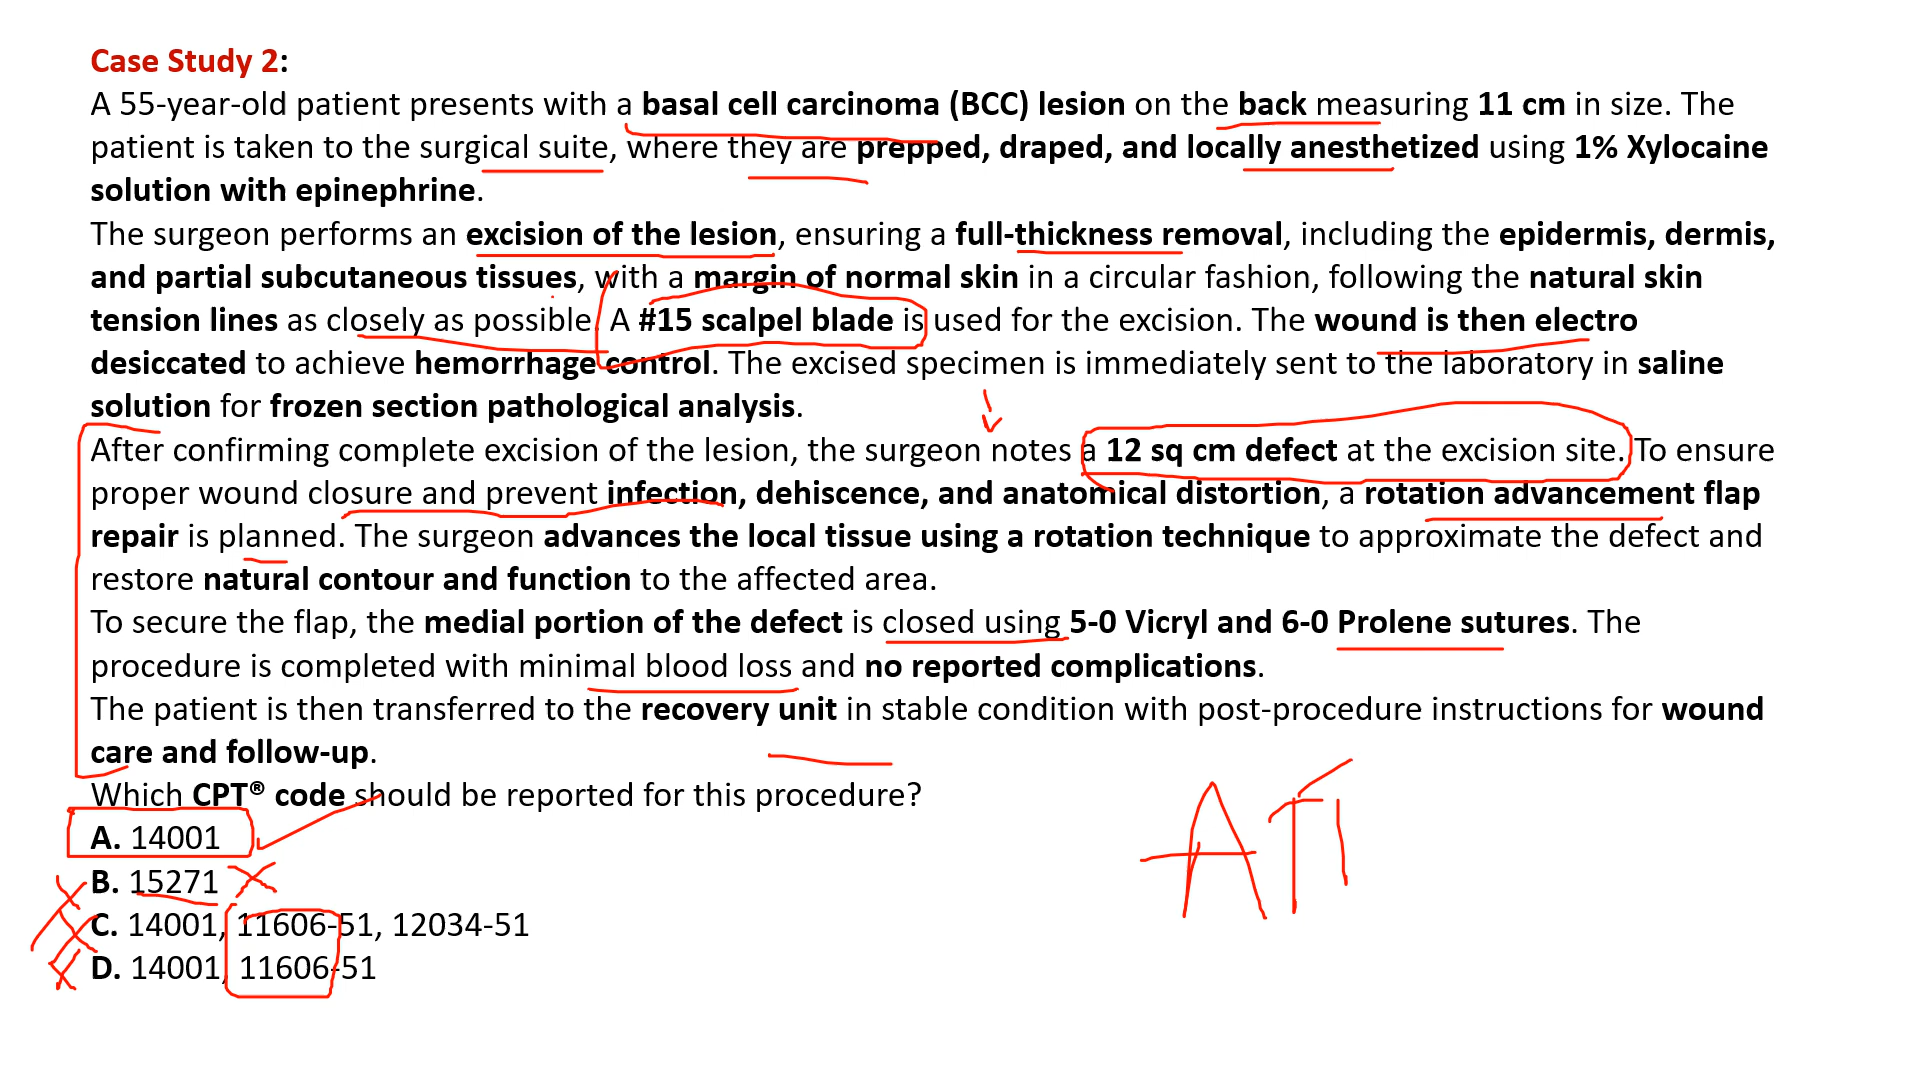 Case Study 2:
A 55-year-old patient presents with a basal cell carcinoma (BCC) lesion on the back measuring 11 cm in size. The
patient is taken to the surgical suite, where they are prepped, draped, and locally anesthetized using 1% Xylocaine
solution with epinephrine.
The surgeon performs an excision of the lesion, ensuring a full-thickness removal, including the epidermis, dermis,
and partial subcutaneous tissues, with a margin of normal skin in a circular fashion, following the natural skin
tension lines as closely as possible. A #15 scalpel blade is used for the excision. The wound is then electro
desiccated to achieve hemorrhage control. The excised specimen is immediately sent to the laboratory in saline
solution for frozen section pathological analysis.
After confirming complete excision of the lesion, the surgeon notes a 12 sq cm defect at the excision site. To ensure
proper wound closure and prevent infection, dehiscence, and anatomical distortion, a rotation advancement flap
repair is planned. The surgeon advances the local tissue using a rotation technique to approximate the defect and
restore natural contour and function to the affected area.
To secure the flap, the medial portion of the defect is closed using 5-0 Vicryl and 6-0 Prolene sutures. The
procedure is completed with minimal blood loss and no reported complications.
The patient is then transferred to the recovery unit in stable condition with post-procedure instructions for wound
care and follow-up.
Which CPT® code should be reported for this procedure?
A. 14001
B. 15271
C. 14001, 11606-51, 12034-51
D. 14001, 11606-51